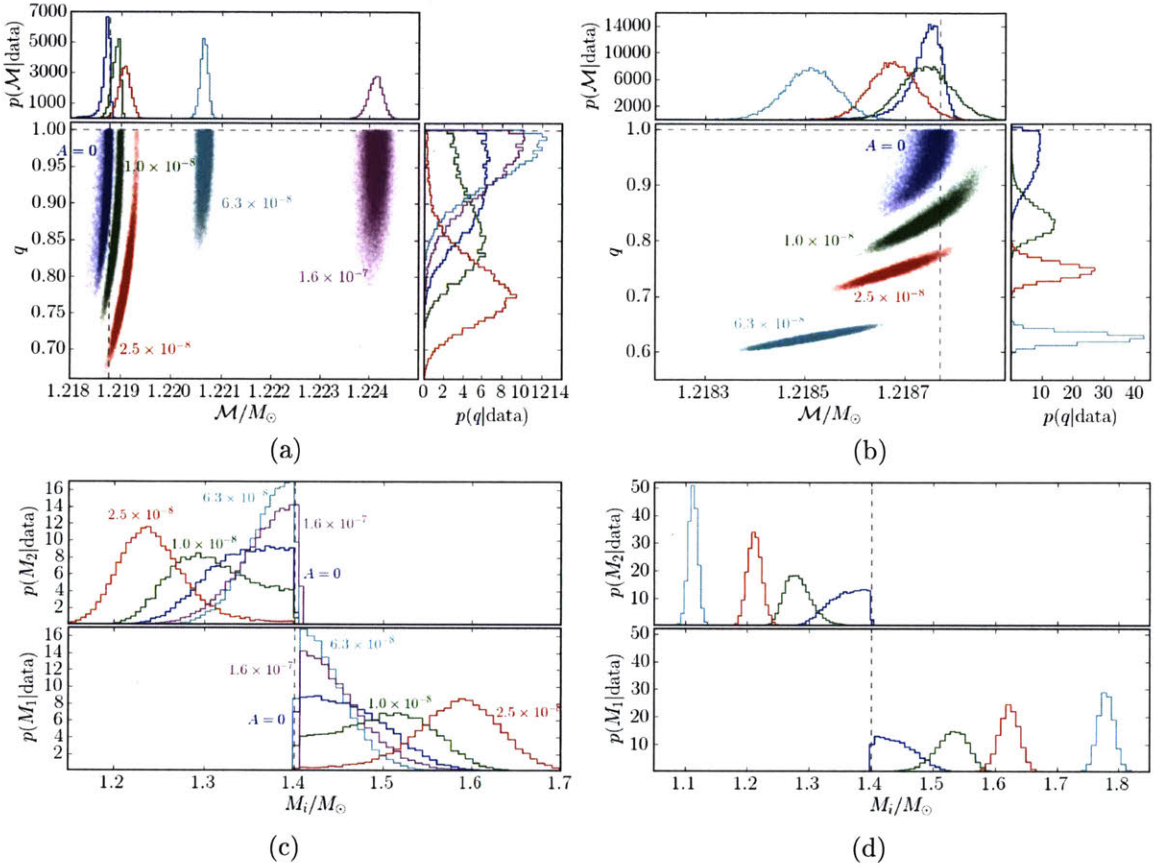 7000
5000
3000
1000
p(ℳ|data)
1.00
0.95
0.90
0.85
0.80
0.75
0.70
q
A = 0
1.0 × 10⁻⁸
6.3 × 10⁻⁸
1.6 × 10⁻⁷
2.5 × 10⁻⁸
1.218 1.219 1.220 1.221 1.222 1.223 1.224
ℳ/M⊙
0 2 4 6 8 10 12 14
p(q|data)
(a)
14000
10000
6000
2000
p(ℳ|data)
1.0
0.9
0.8
0.7
0.6
q
A = 0
1.0 × 10⁻⁸
2.5 × 10⁻⁸
6.3 × 10⁻⁸
1.2183 1.2185 1.2187
ℳ/M⊙
10 20 30 40
p(q|data)
(b)
16
14
12
10
8
6
4
2
p(M₂|data)
6.3 × 10⁻⁸
2.5 × 10⁻⁸
1.6 × 10⁻⁷
1.0 × 10⁻⁸
A = 0
16
14
12
10
8
6
4
2
p(M₁|data)
6.3 × 10⁻⁸
1.6 × 10⁻⁷
1.0 × 10⁻⁸
2.5 × 10⁻⁸
A = 0
1.2 1.3 1.4 1.5 1.6 1.7
Mᵢ/M⊙
(c)
50
40
30
20
10
p(M₂|data)
50
40
30
20
10
p(M₁|data)
1.1 1.2 1.3 1.4 1.5 1.6 1.7 1.8
Mᵢ/M⊙
(d)